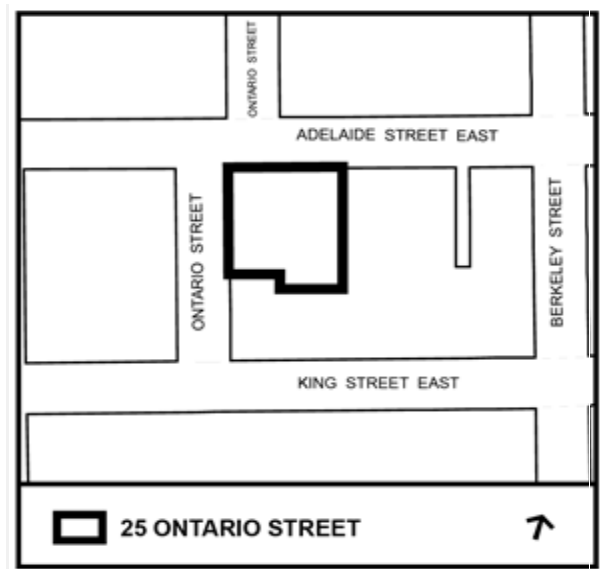 ONTARIO STREET
ADELAIDE STREET EAST
ONTARIO STREET
BERKELEY STREET
KING STREET EAST
25 ONTARIO STREET